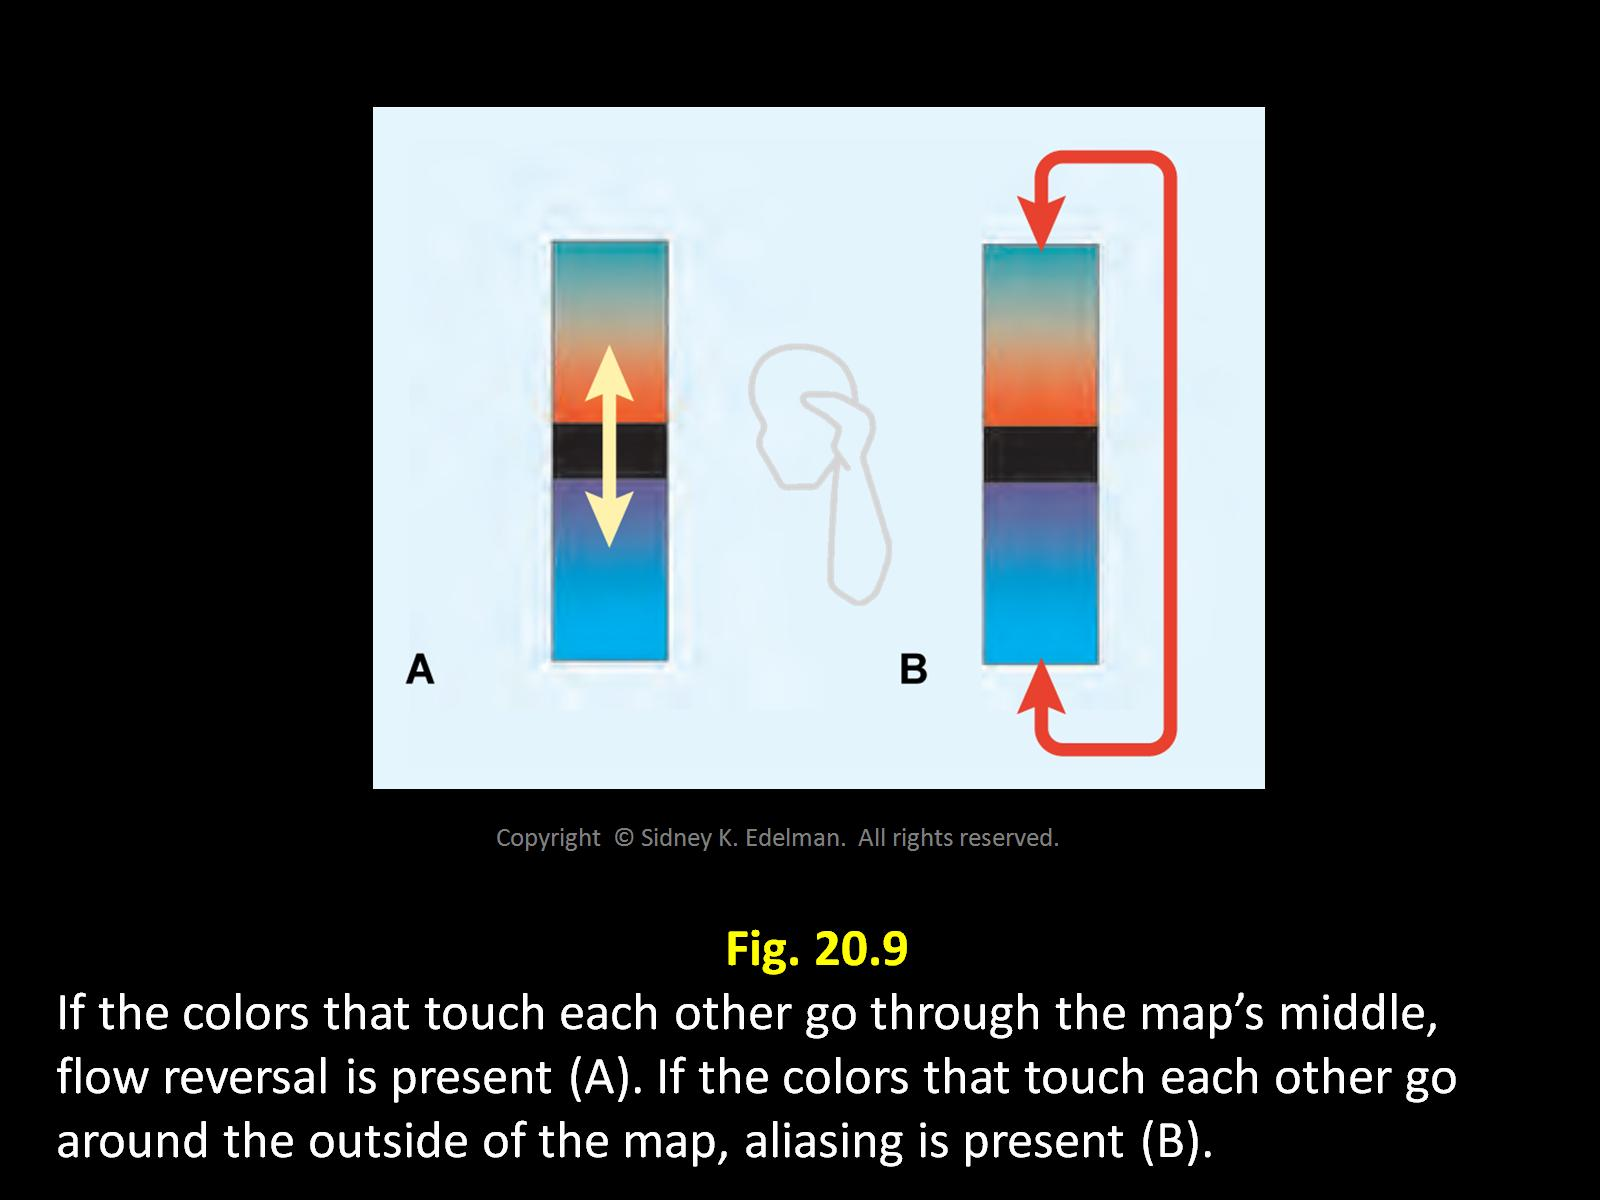 A
B
Copyright © Sidney K. Edelman. All rights reserved.
Fig. 20.9
If the colors that touch each other go through the map’s middle,
flow reversal is present (A). If the colors that touch each other go
around the outside of the map, aliasing is present (B).